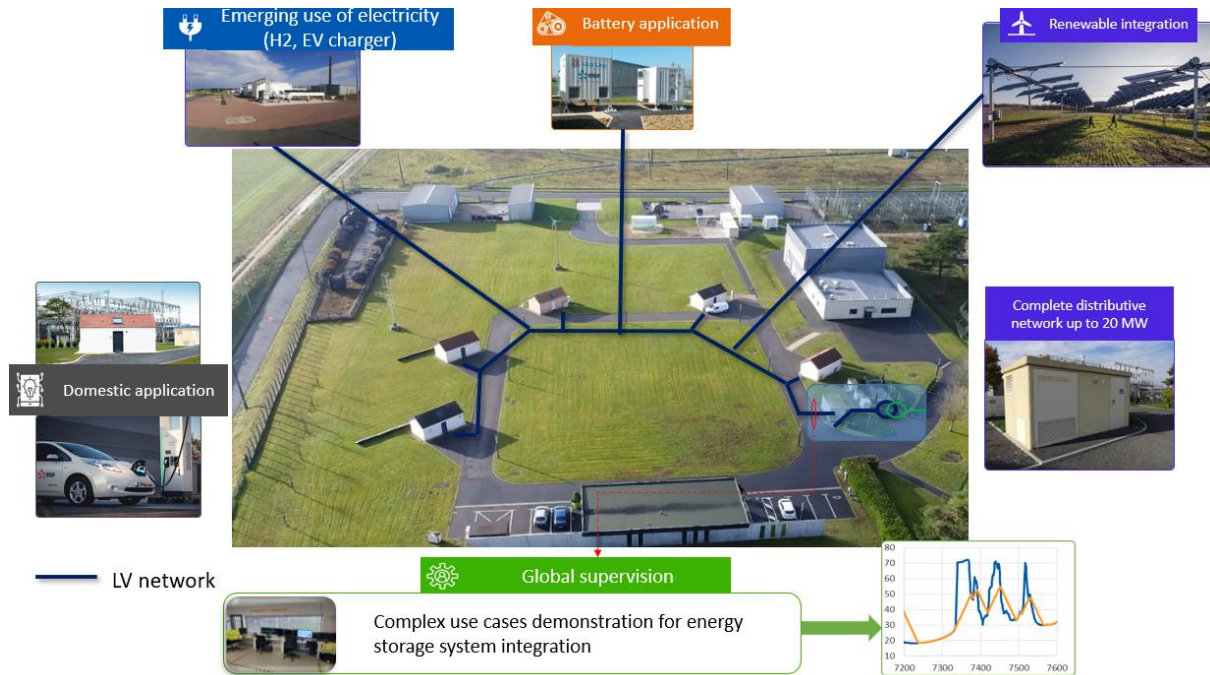 Emerging use of electricity
(H2, EV charger)
Battery application
Renewable integration
Complete distributive
network up to 20 MW
Domestic application
edf
LV network
Global supervision
Complex use cases demonstration for energy
storage system integration
80
70
60
50
40
30
20
10
7200 7300 7400 7500 7600